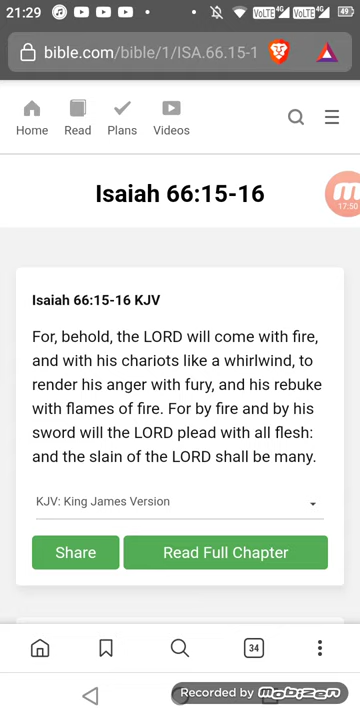 21:29 VoLTE 4G VoLTE 4G 49
bible.com/bible/1/ISA.66.15-1
Home Read Plans Videos
Isaiah 66:15-16
17:50
Isaiah 66:15-16 KJV
For, behold, the LORD will come with fire,
and with his chariots like a whirlwind, to
render his anger with fury, and his rebuke
with flames of fire. For by fire and by his
sword will the LORD plead with all flesh:
and the slain of the LORD shall be many.
KJV: King James Version
Share Read Full Chapter
34
Recorded by mobizen